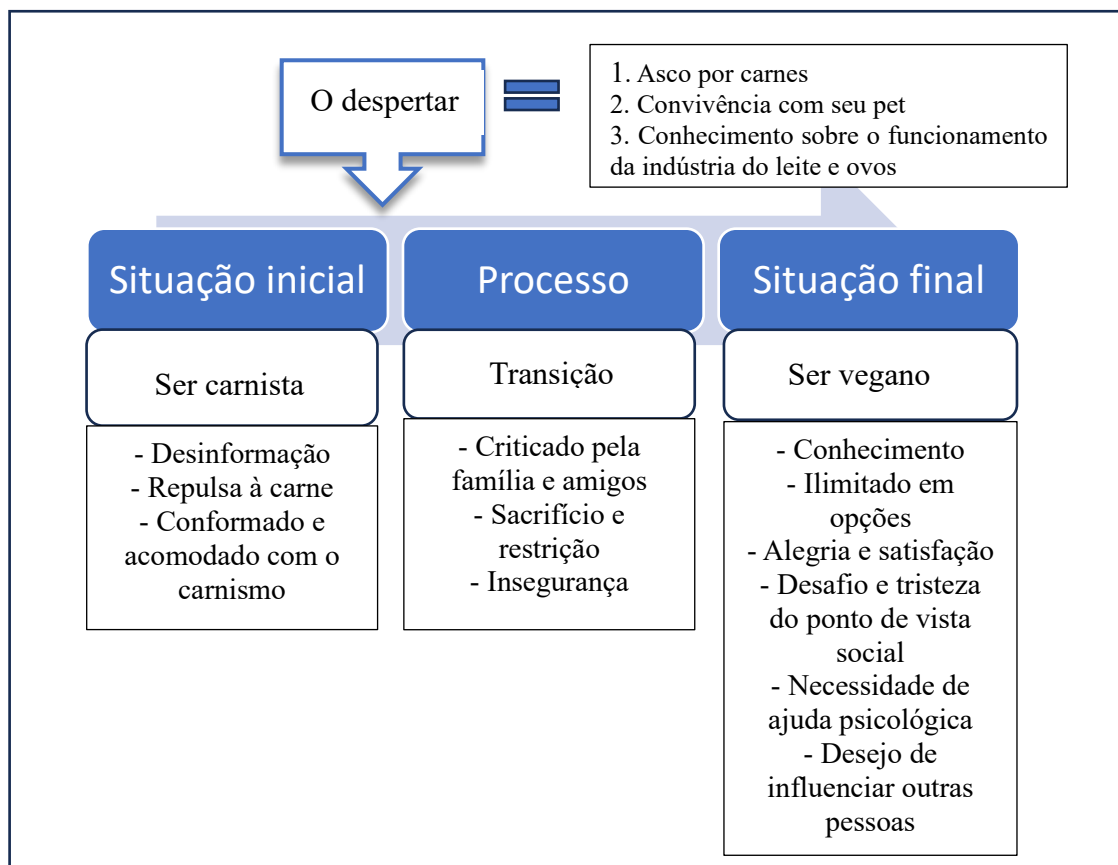 O despertar
1. Asco por carnes
2. Convivência com seu pet
3. Conhecimento sobre o funcionamento
da indústria do leite e ovos
Situação inicial
Processo
Situação final
Ser carnista
Transição
Ser vegano
- Desinformação
- Repulsa à carne
- Conformado e
acomodado com o
carnismo
- Criticado pela
família e amigos
- Sacrifício e
restrição
- Insegurança
- Conhecimento
- Ilimitado em
opções
- Alegria e satisfação
- Desafio e tristeza
do ponto de vista
social
- Necessidade de
ajuda psicológica
- Desejo de
influenciar outras
pessoas